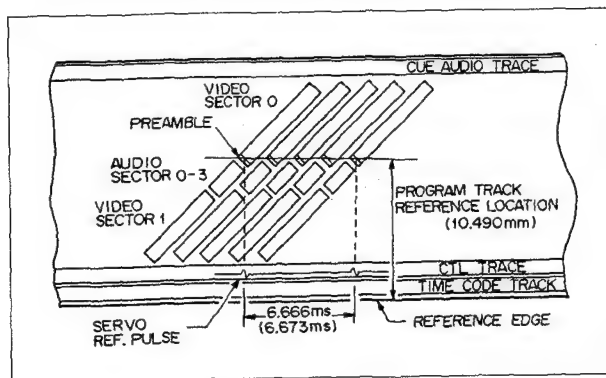 CUE AUDIO TRACE
VIDEO
SECTOR 0
PREAMBLE
AUDIO
SECTOR 0-3
VIDEO
SECTOR 1
PROGRAM TRACK
REFERENCE LOCATION
(10.490mm)
CTL TRACE
TIME CODE TRACK
6.666ms
(6.673ms)
SERVO
REF. PULSE
REFERENCE EDGE